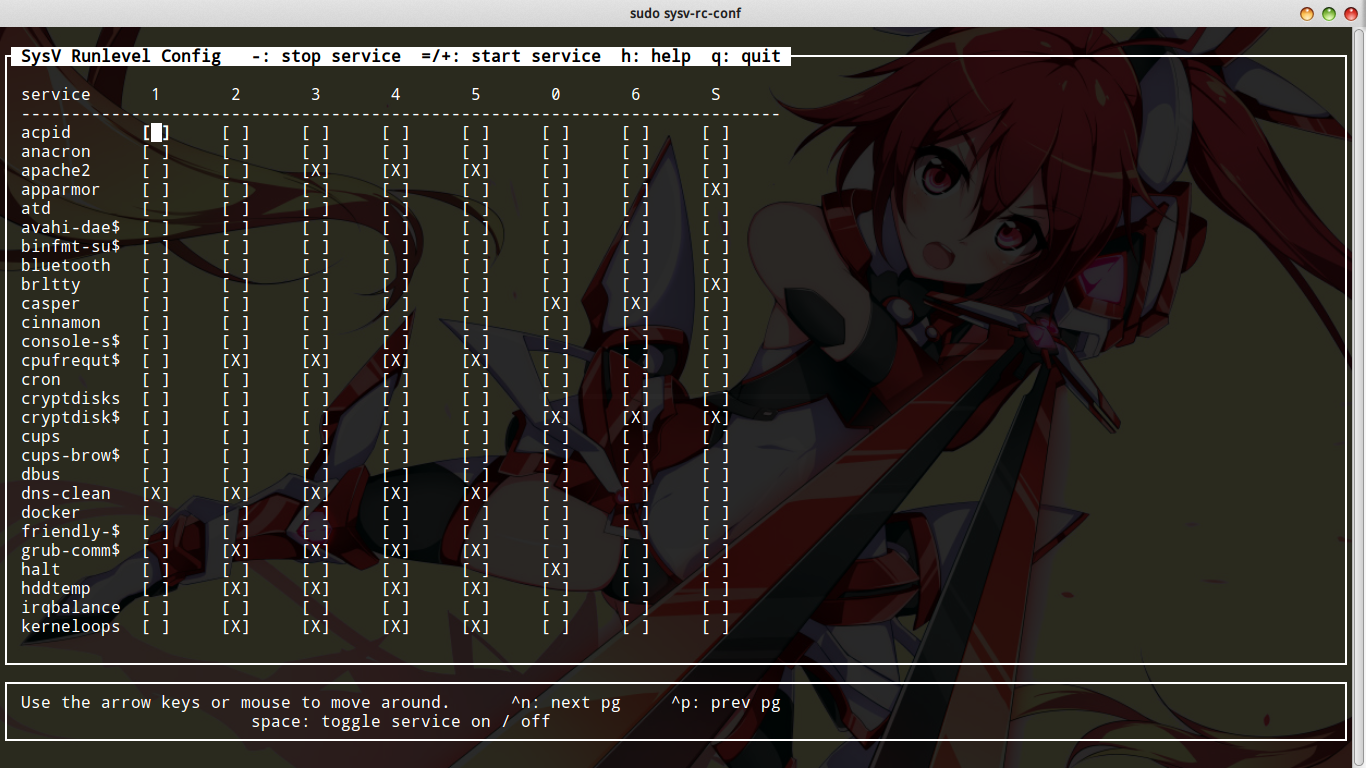 sudo sysv-rc-conf
SysV Runlevel Config   -: stop service  =/+: start service  h: help  q: quit
service      1       2       3       4       5       0       6       S
----------------------------------------------------------------------------
acpid       [ ]     [ ]     [ ]     [ ]     [ ]     [ ]     [ ]     [ ]
anacron     [ ]     [ ]     [ ]     [ ]     [ ]     [ ]     [ ]     [ ]
apache2     [ ]     [ ]     [X]     [X]     [X]     [ ]     [ ]     [ ]
apparmor    [ ]     [ ]     [ ]     [ ]     [ ]     [ ]     [ ]     [X]
atd         [ ]     [ ]     [ ]     [ ]     [ ]     [ ]     [ ]     [ ]
avahi-dae$  [ ]     [ ]     [ ]     [ ]     [ ]     [ ]     [ ]     [ ]
binfmt-su$  [ ]     [ ]     [ ]     [ ]     [ ]     [ ]     [ ]     [ ]
bluetooth   [ ]     [ ]     [ ]     [ ]     [ ]     [ ]     [ ]     [ ]
brltty      [ ]     [ ]     [ ]     [ ]     [ ]     [ ]     [ ]     [X]
casper      [ ]     [ ]     [ ]     [ ]     [ ]     [X]     [X]     [ ]
cinnamon    [ ]     [ ]     [ ]     [ ]     [ ]     [ ]     [ ]     [ ]
console-s$  [ ]     [ ]     [ ]     [ ]     [ ]     [ ]     [ ]     [ ]
cpufrequt$  [ ]     [X]     [X]     [X]     [X]     [ ]     [ ]     [ ]
cron        [ ]     [ ]     [ ]     [ ]     [ ]     [ ]     [ ]     [ ]
cryptdisks  [ ]     [ ]     [ ]     [ ]     [ ]     [ ]     [ ]     [ ]
cryptdisk$  [ ]     [ ]     [ ]     [ ]     [ ]     [X]     [X]     [X]
cups        [ ]     [ ]     [ ]     [ ]     [ ]     [ ]     [ ]     [ ]
cups-brow$  [ ]     [ ]     [ ]     [ ]     [ ]     [ ]     [ ]     [ ]
dbus        [ ]     [ ]     [ ]     [ ]     [ ]     [ ]     [ ]     [ ]
dns-clean   [X]     [X]     [X]     [X]     [X]     [ ]     [ ]     [ ]
docker      [ ]     [ ]     [ ]     [ ]     [ ]     [ ]     [ ]     [ ]
friendly-$  [ ]     [ ]     [ ]     [ ]     [ ]     [ ]     [ ]     [ ]
grub-comm$  [ ]     [X]     [X]     [X]     [X]     [ ]     [ ]     [ ]
halt        [ ]     [ ]     [ ]     [ ]     [ ]     [X]     [ ]     [ ]
hddtemp     [ ]     [X]     [X]     [X]     [X]     [ ]     [ ]     [ ]
irqbalance  [ ]     [ ]     [ ]     [ ]     [ ]     [ ]     [ ]     [ ]
kerneloops  [ ]     [X]     [X]     [X]     [X]     [ ]     [ ]     [ ]
Use the arrow keys or mouse to move around.      ^n: next pg     ^p: prev pg
space: toggle service on / off